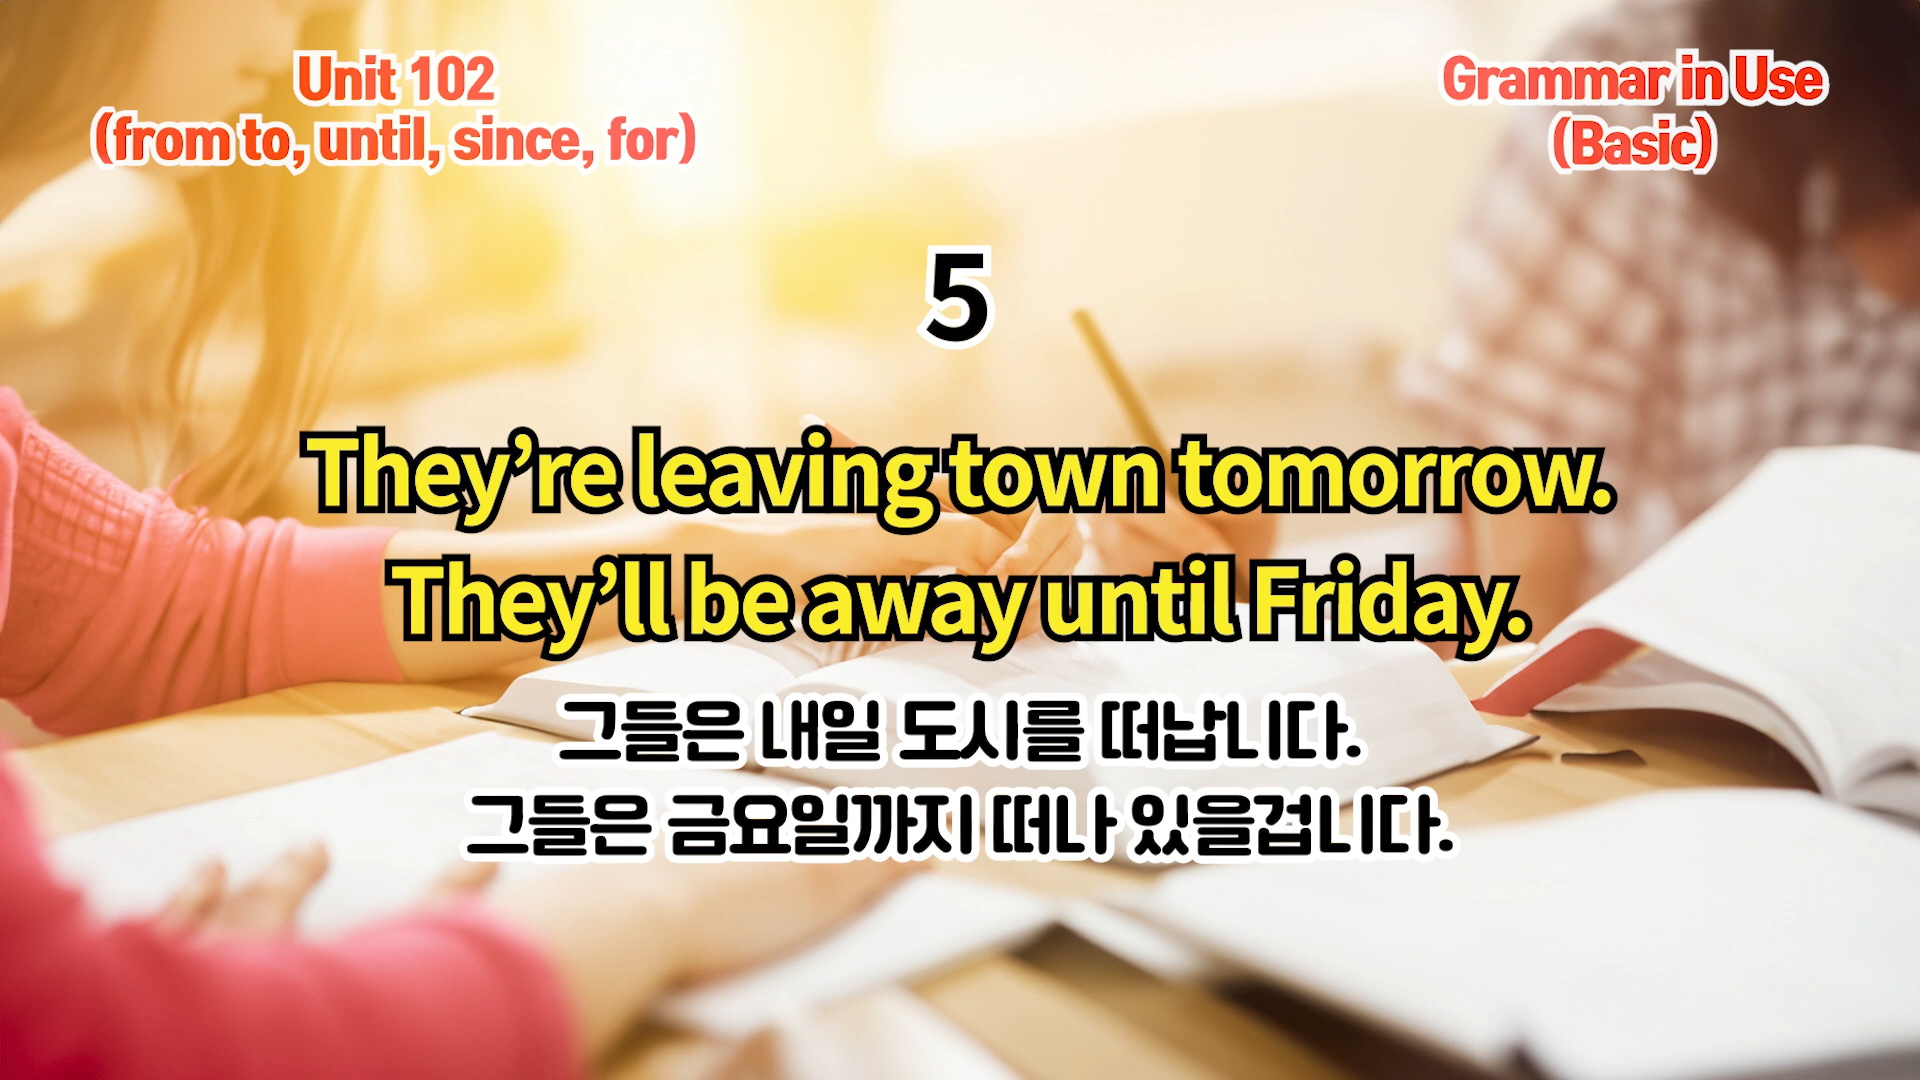 Unit 102
(from to, until, since, for)
Grammar in Use
(Basic)
5
They’re leaving town tomorrow.
They’ll be away until Friday.
그들은 내일 도시를 떠납니다.
그들은 금요일까지 떠나 있을겁니다.